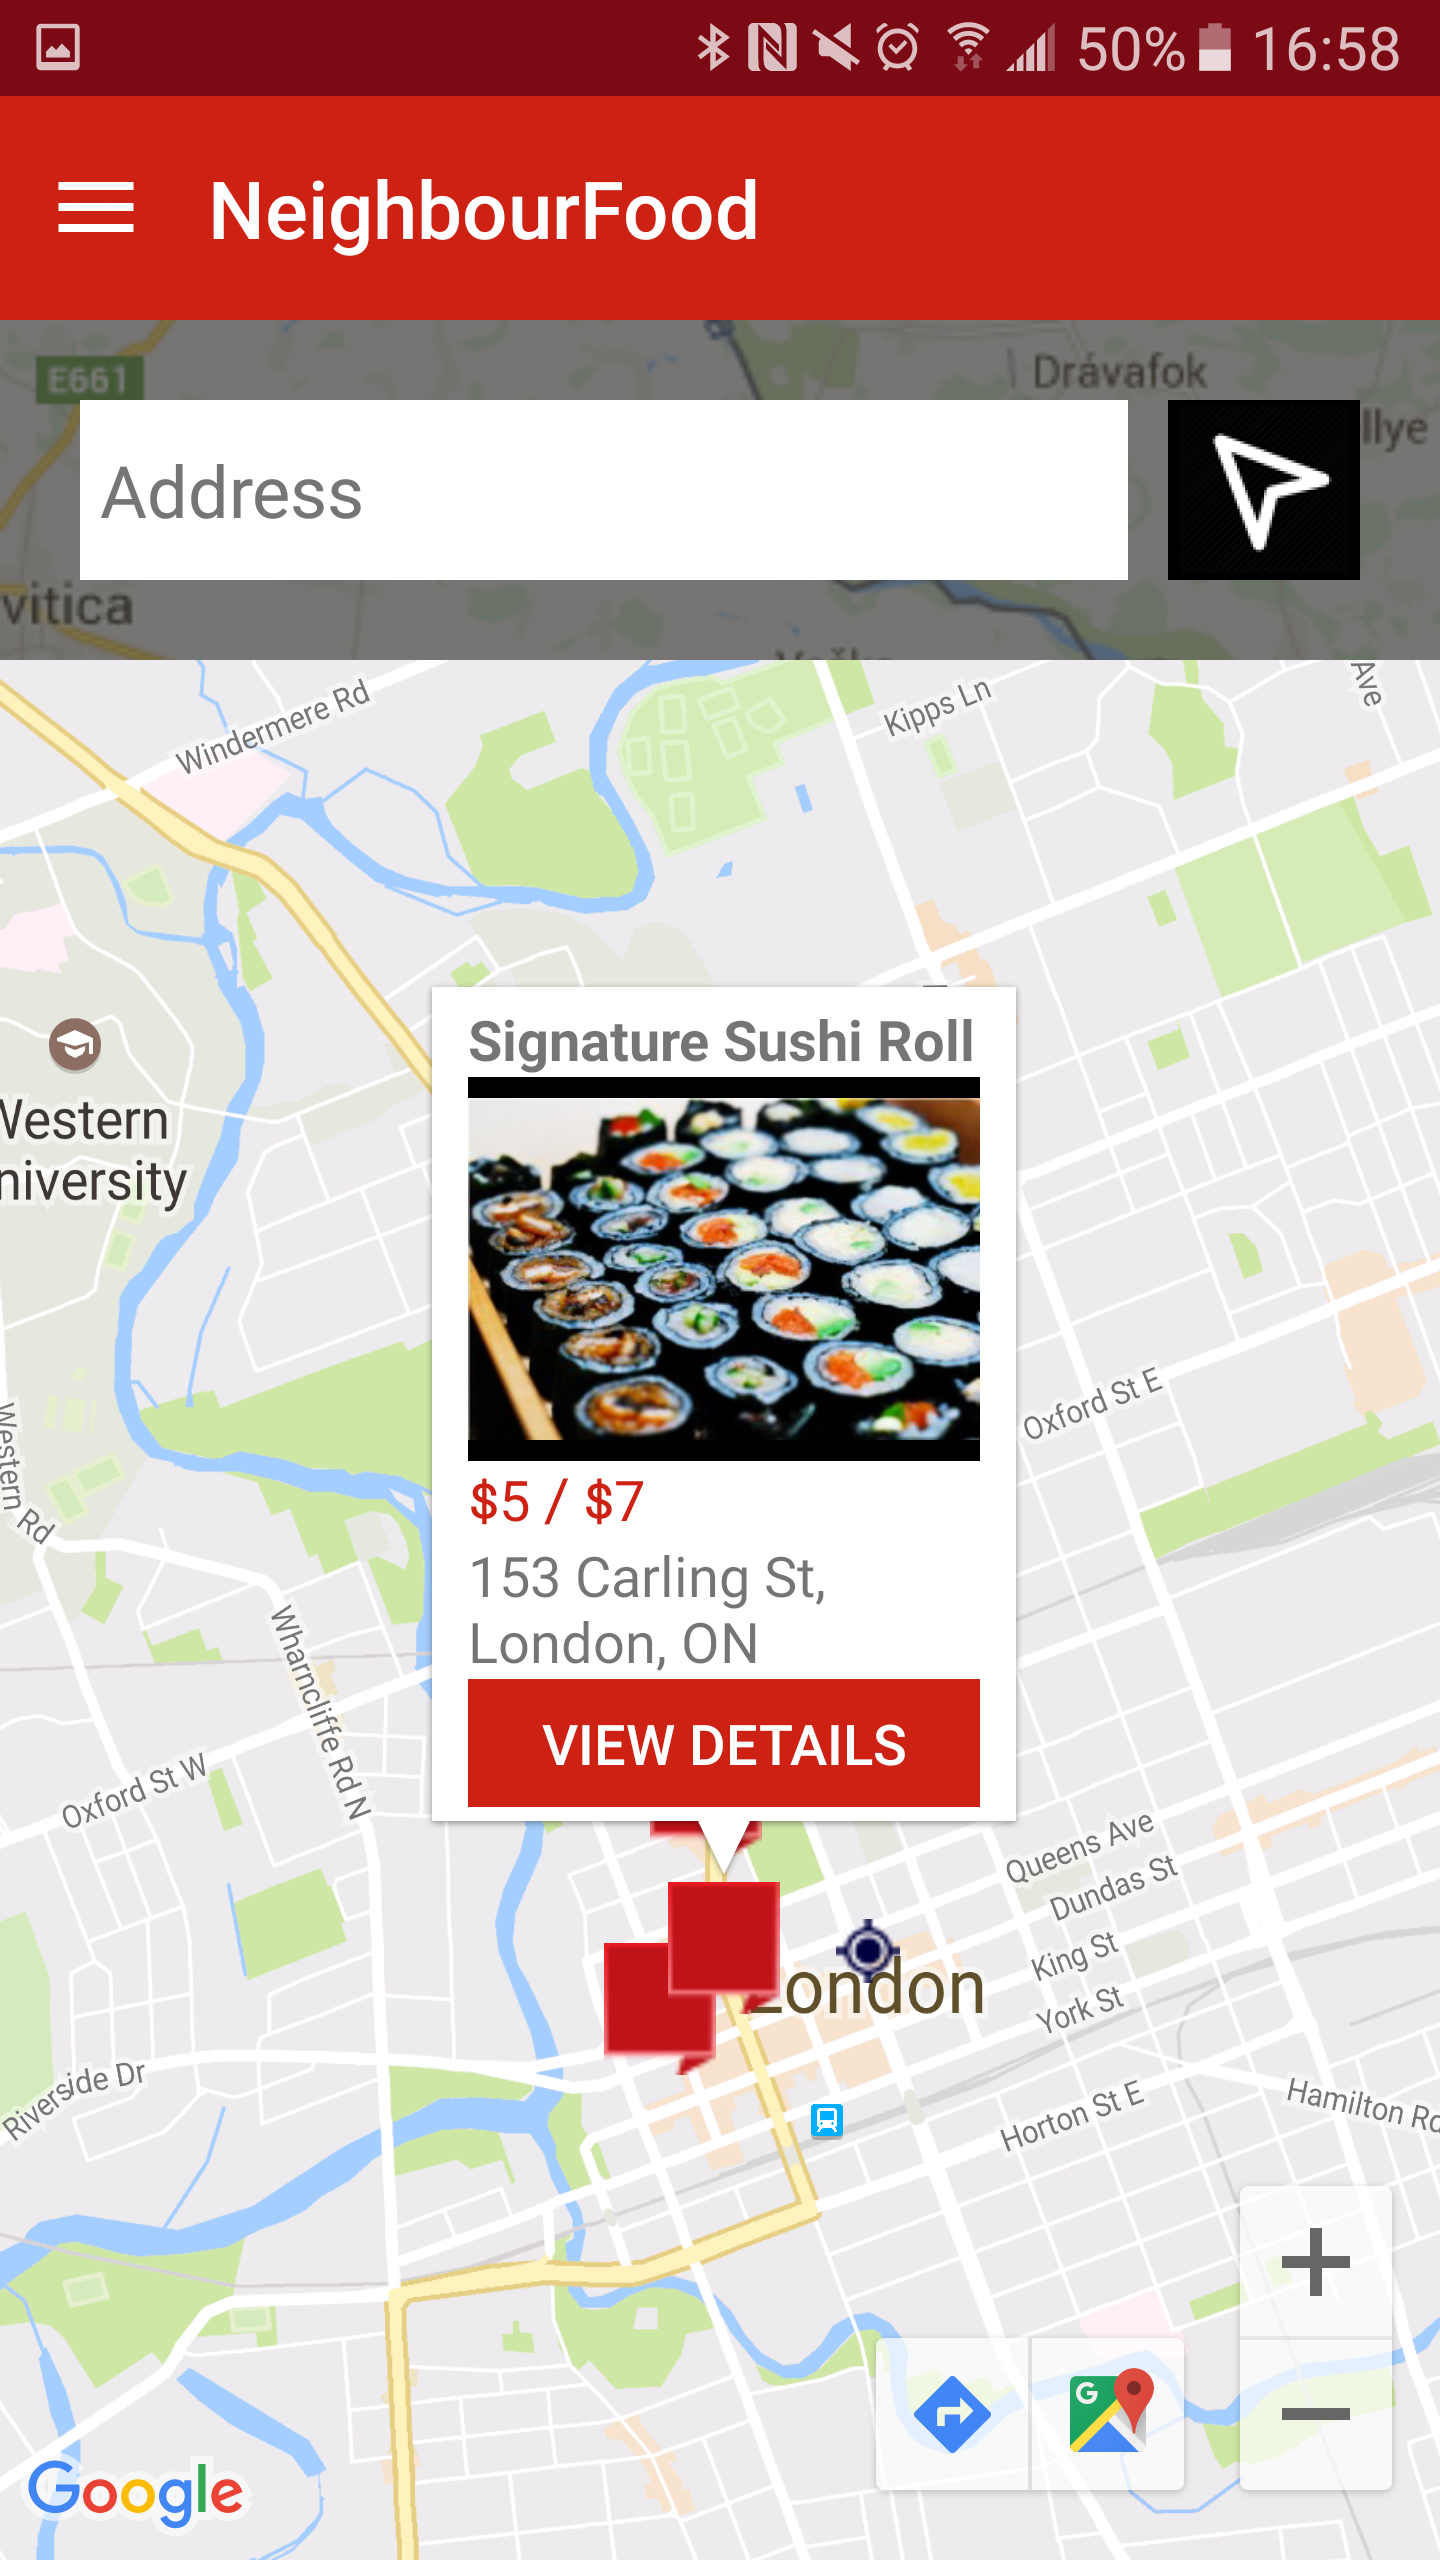 50% 16:58
NeighbourFood
E661
Drávafok
llye
Address
vitica
Windermere Rd
Kipps Ln
Ave
Signature Sushi Roll
Western
niversity
$5 / $7
Oxford St E
Western Rd
153 Carling St,
London, ON
VIEW DETAILS
Wharncliffe Rd N
Oxford St W
Queens Ave
Dundas St
King St
London
York St
Riverside Dr
Hamilton Rd
Horton St E
G
Google